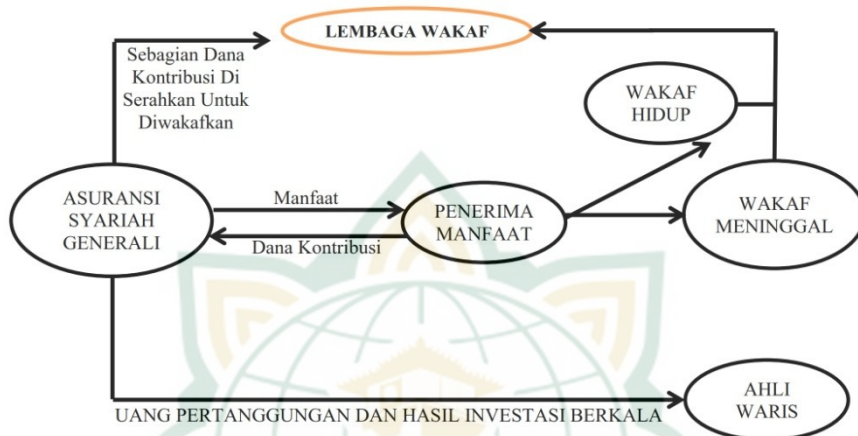 LEMBAGA WAKAF
Sebagian Dana
Kontribusi Di
Serahkan Untuk
Diwakafkan
WAKAF
HIDUP
ASURANSI
SYARIAH
GENERALI
Manfaat
Dana Kontribusi
PENERIMA
MANFAAT
WAKAF
MENINGGAL
UANG PERTANGGUNGAN DAN HASIL INVESTASI BERKALA
AHLI
WARIS